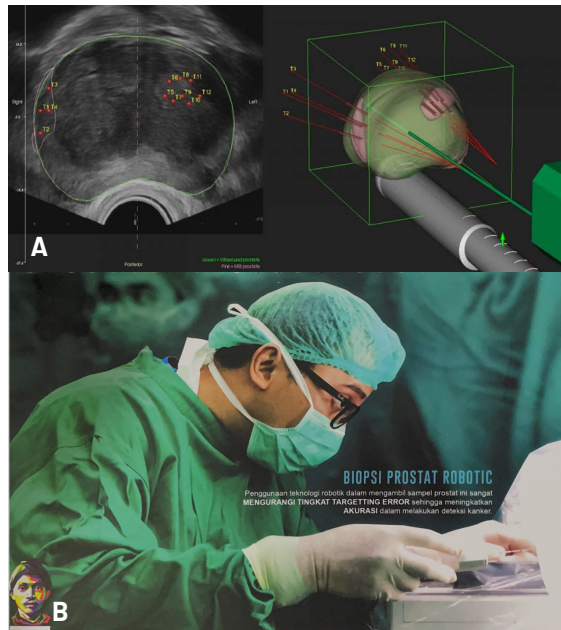 Right
Left
T3
T1 T4
T2
T6 T8 T11
T5 T7 T9 T12
T10
Posterior
Green = Ultrasound prostate
Pink = MRI prostate
T3
T1 T4
T2
T8 T11
T6 T9 T12
A
BIOPSI PROSTAT ROBOTIC
Penggunaan teknologi robotik dalam mengambil sampel prostat ini sangat
MENGURANGI TINGKAT TARGETTING ERROR sehingga meningkatkan
AKURASI dalam melakukan deteksi kanker.
B